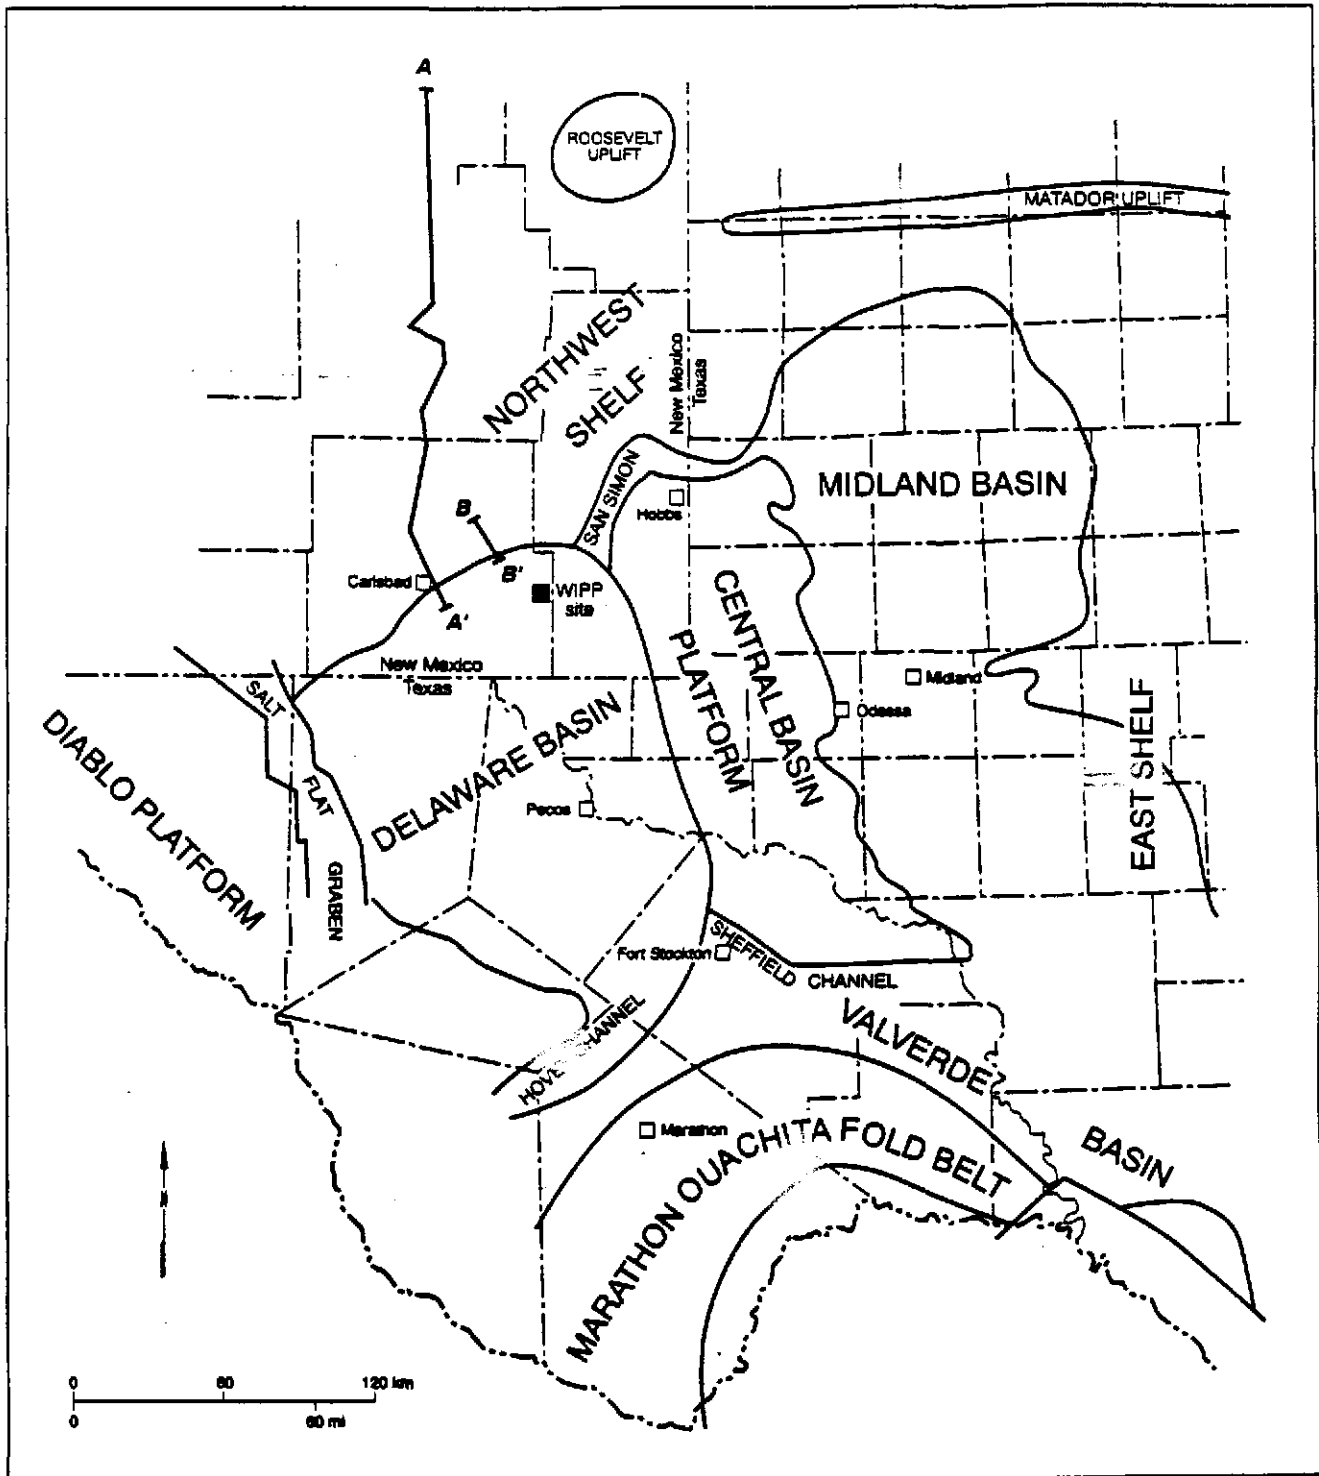 A
ROOSEVELT
UPLIFT
MATADOR UPLIFT
NORTHWEST
SHELF
New Mexico
Texas
SAN SIMON
Hobbs
MIDLAND BASIN
B
B'
Carlsbad
A'
WIPP
site
CENTRAL BASIN
PLATFORM
New Mexico
Texas
Midland
Odessa
SALT
FLAT
GRABEN
DIABLO PLATFORM
DELAWARE BASIN
Pecos
EAST SHELF
Fort Stockton
SHEFFIELD
CHANNEL
CHANNEL
VALVERDE
BASIN
Marathon
MARATHON OUACHITA FOLD BELT
0
60
120 km
0
60 mi